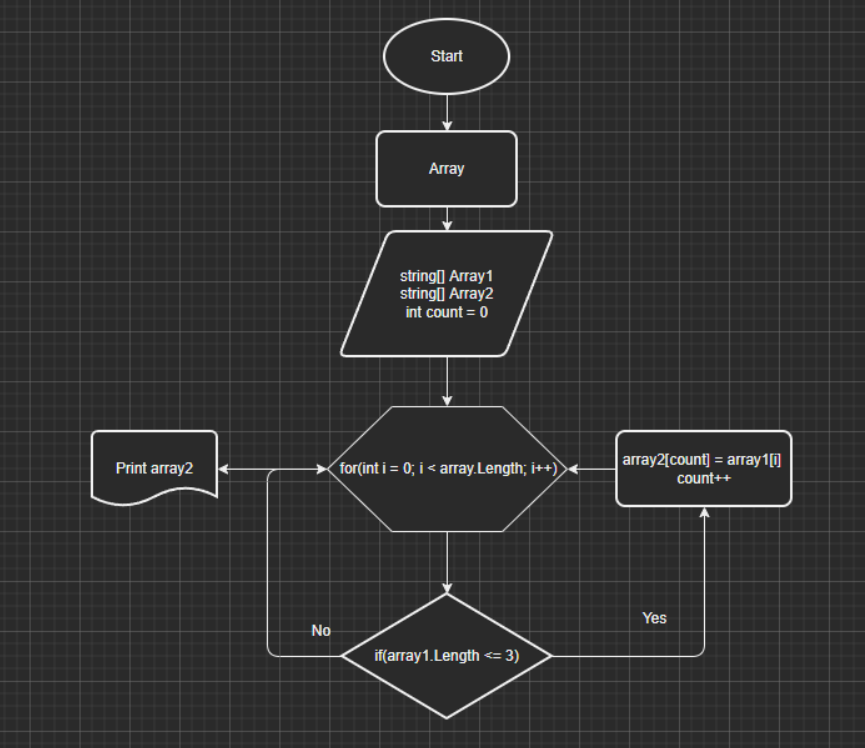 Start
Array
string[] Array1
string[] Array2
int count = 0
Print array2
for(int i = 0; i < array.Length; i++)
array2[count] = array1[i]
count++
No
Yes
if(array1.Length <= 3)